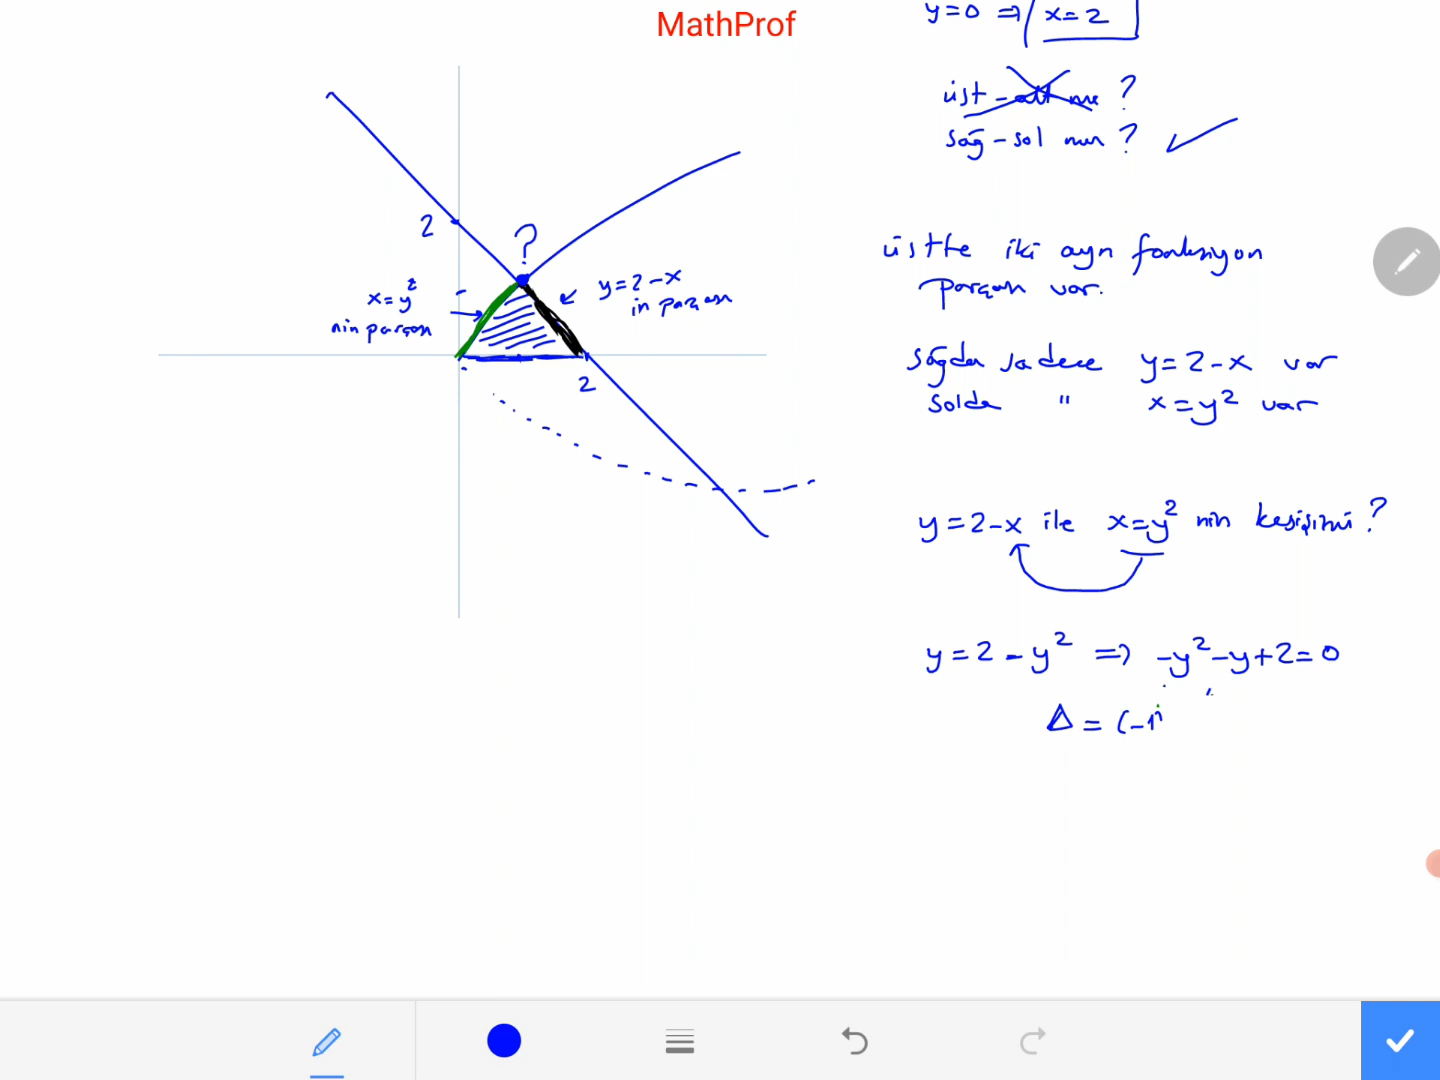 MathProf
y=0 ⇒ x=2
üst-alt mı ?
sağ-sol mu ? ✓
2
?
x=y²
nin parçası
y=2-x
in parçası
2
üstte iki ayrı fonksiyon
parçası var.
Sağda sadece y=2-x var
Solda " x=y² var
y=2-x ile x=y² nin kesişimi ?
y=2-y² ⇒ -y²-y+2=0
Δ = (-1)